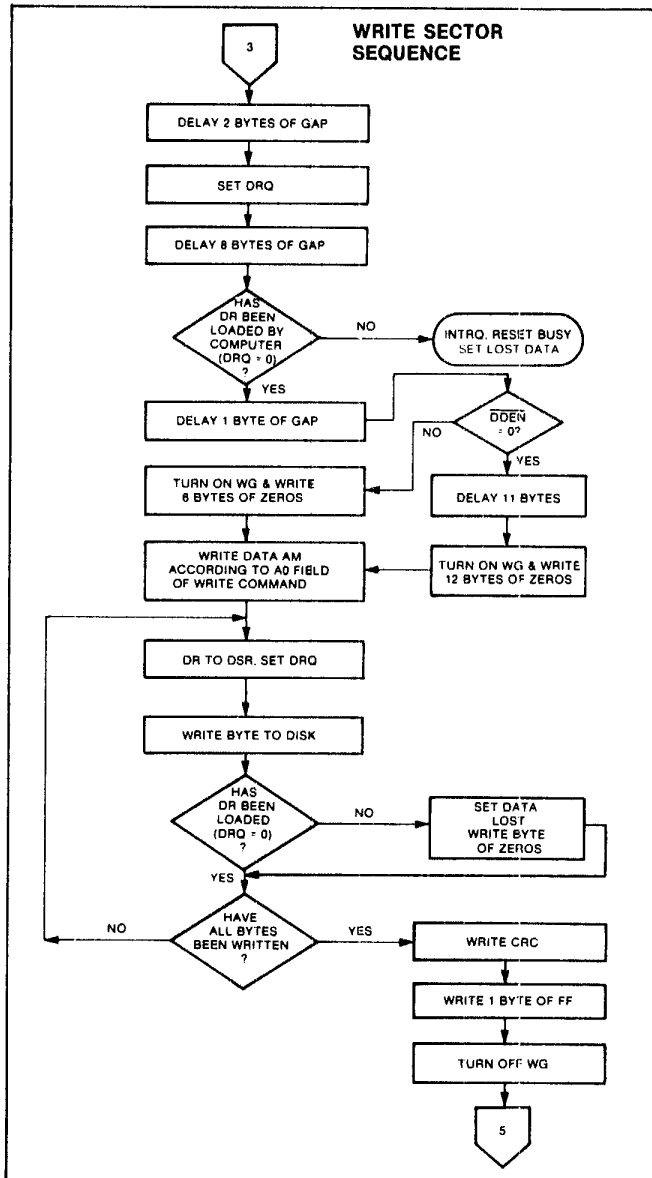 WRITE SECTOR
SEQUENCE
3
DELAY 2 BYTES OF GAP
SET DRQ
DELAY 8 BYTES OF GAP
HAS
DR BEEN
LOADED BY
COMPUTER
(DRQ = 0)
?
NO
INTRQ. RESET BUSY
SET LOST DATA
YES
DELAY 1 BYTE OF GAP
DDEN
= 0?
NO
YES
TURN ON WG & WRITE
6 BYTES OF ZEROS
DELAY 11 BYTES
WRITE DATA AM
ACCORDING TO A0 FIELD
OF WRITE COMMAND
TURN ON WG & WRITE
12 BYTES OF ZEROS
DR TO DSR. SET DRQ
WRITE BYTE TO DISK
HAS
DR BEEN
LOADED
(DRQ = 0)
?
NO
SET DATA
LOST
WRITE BYTE
OF ZEROS
YES
HAVE
ALL BYTES
BEEN WRITTEN
?
NO
YES
WRITE CRC
WRITE 1 BYTE OF FF
TURN OFF WG
5